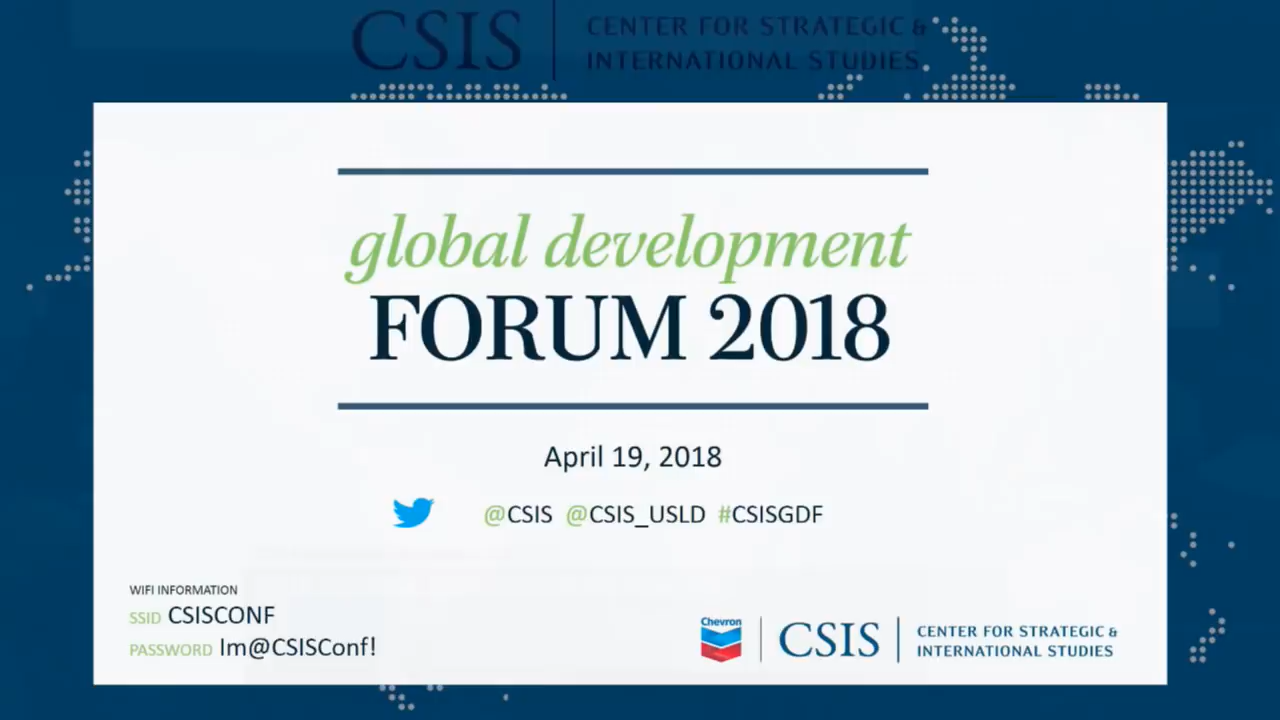 CSIS
CENTER FOR STRATEGIC &
INTERNATIONAL STUDIES
global development
FORUM 2018
April 19, 2018
@CSIS @CSIS_USLD #CSISGDF
WIFI INFORMATION
SSID CSISCONF
PASSWORD Im@CSISConf!
Chevron
CSIS
CENTER FOR STRATEGIC &
INTERNATIONAL STUDIES